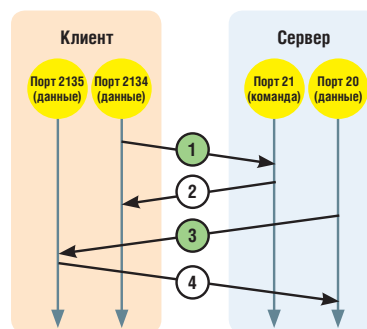 Клиент
Сервер
Порт 2135
(данные)
Порт 2134
(данные)
Порт 21
(команда)
Порт 20
(данные)
1
2
3
4